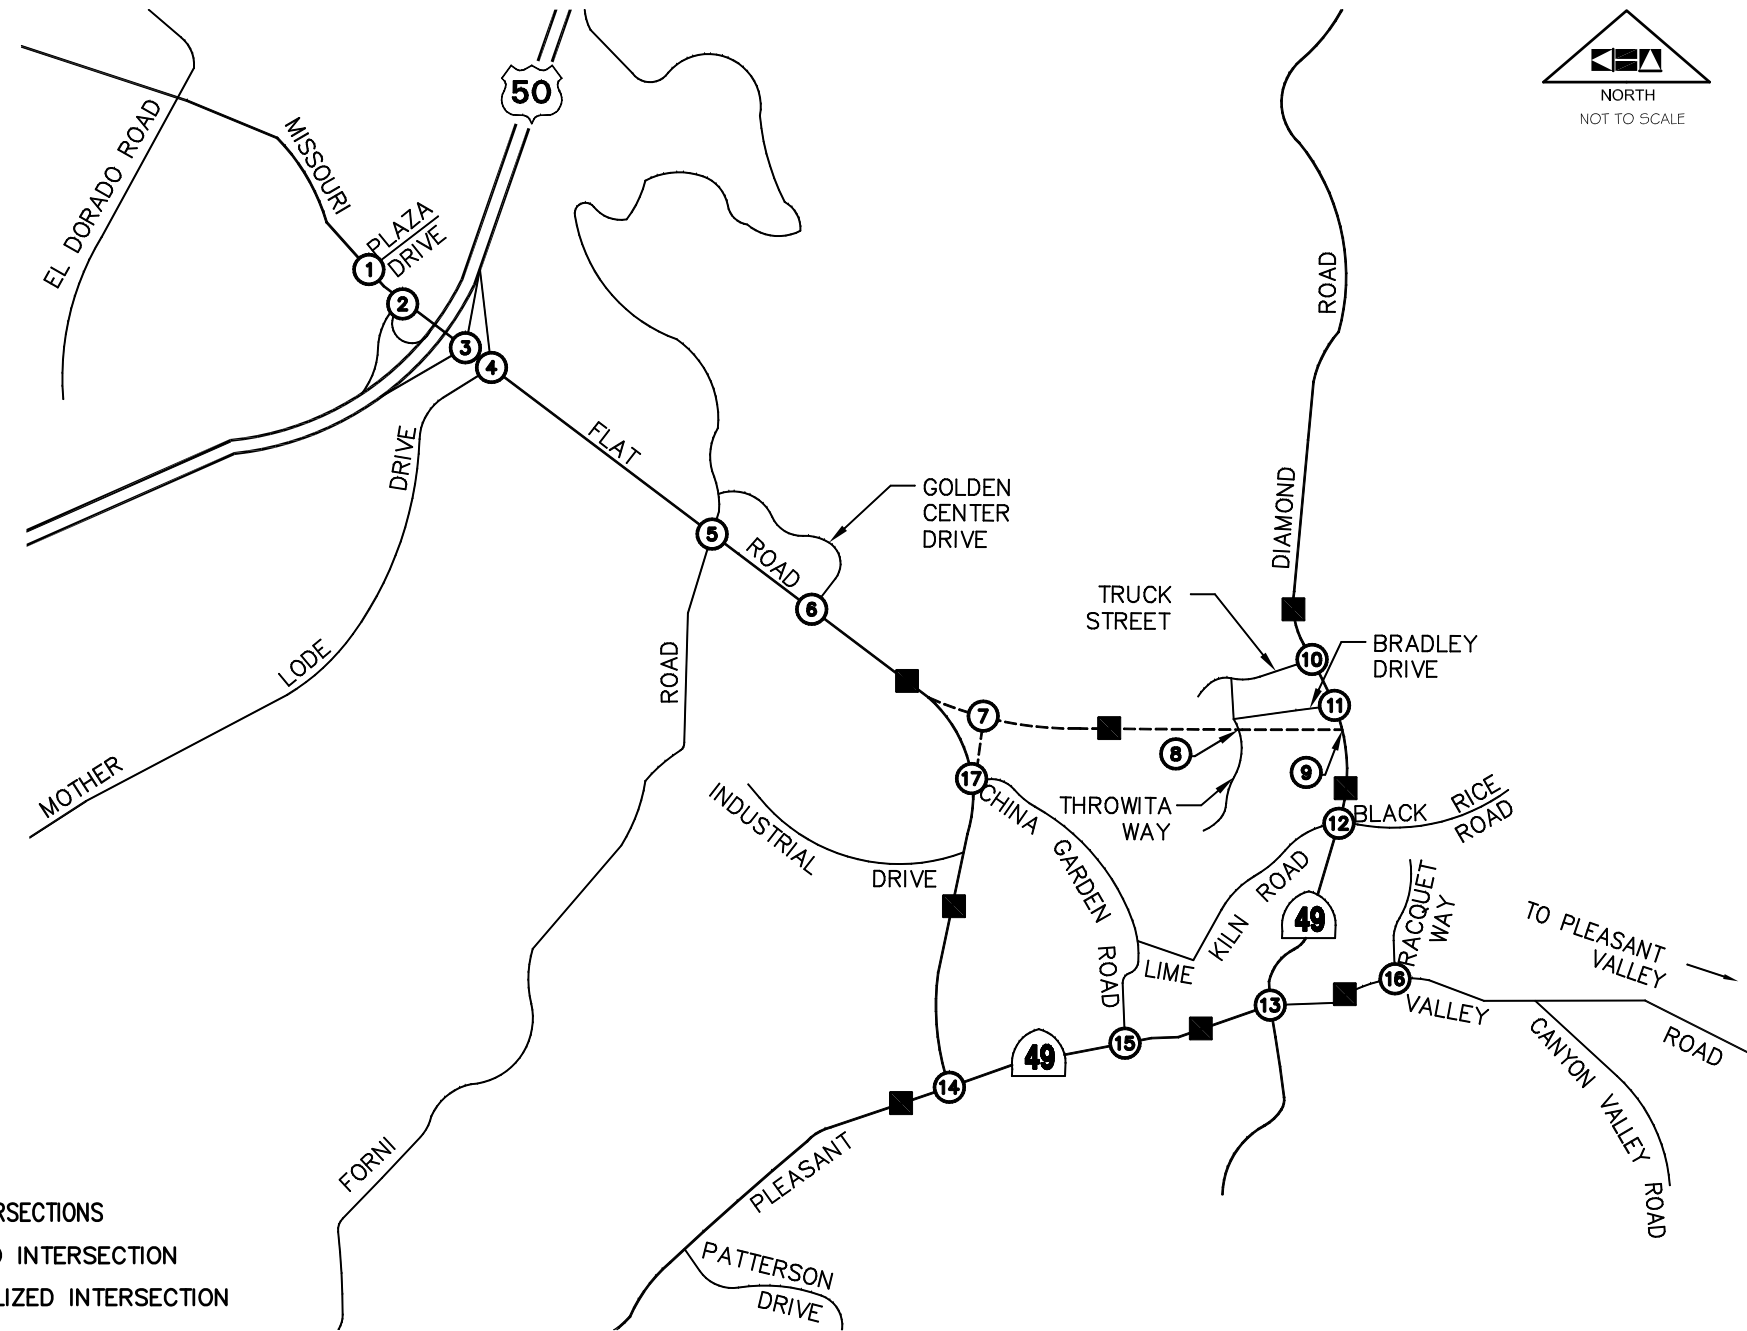 50
NORTH
NOT TO SCALE
EL DORADO ROAD
MISSOURI
PLAZA
DRIVE
1
2
3
4
FLAT
DRIVE
LODE
MOTHER
5
ROAD
6
GOLDEN
CENTER
DRIVE
ROAD
DIAMOND
TRUCK
STREET
BRADLEY
DRIVE
10
11
7
8
9
THROWITA
WAY
17
CHINA
GARDEN
ROAD
INDUSTRIAL
DRIVE
12
BLACK
RICE
ROAD
LIME
KILN
ROAD
49
RACQUET
WAY
TO PLEASANT
VALLEY
16
13
15
49
14
VALLEY
ROAD
CANYON
VALLEY
ROAD
ROAD
FORNI
PLEASANT
PATTERSON
DRIVE
RSECTIONS
INTERSECTION
LIZED INTERSECTION